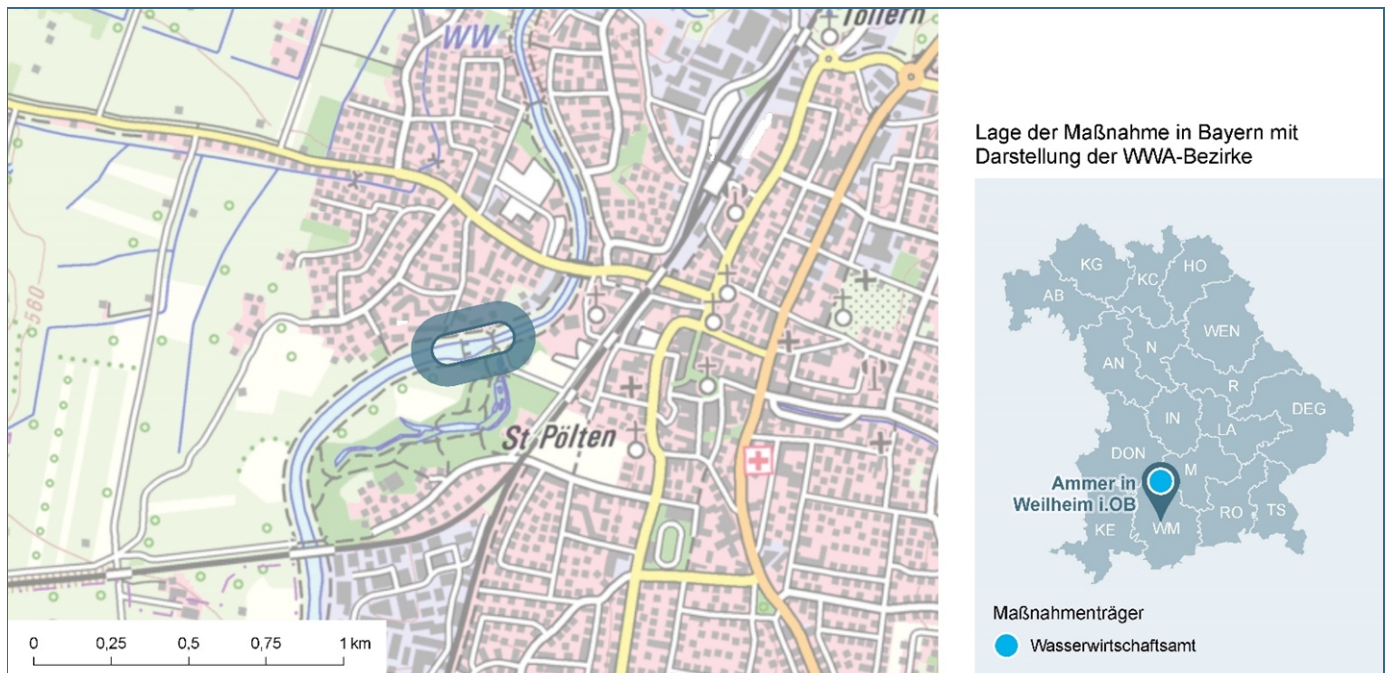 Tollern
WW
560
St Pölten
0 0,25 0,5 0,75 1 km
Lage der Maßnahme in Bayern mit
Darstellung der WWA-Bezirke
KG
KC
HO
AB
WEN
N
AN
R
DEG
IN
LA
DON
M
Ammer in
Weilheim i.OB
RO
TS
KE
WM
Maßnahmenträger
Wasserwirtschaftsamt